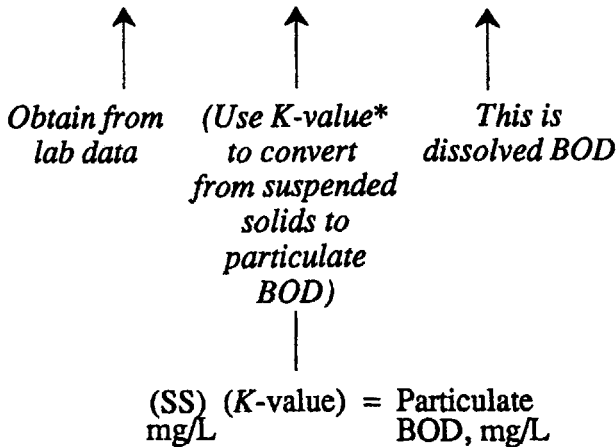 Obtain from
lab data
(Use K-value*
to convert
from suspended
solids to
particulate
BOD)
This is
dissolved BOD
(SS) (K-value) = Particulate
mg/L BOD, mg/L